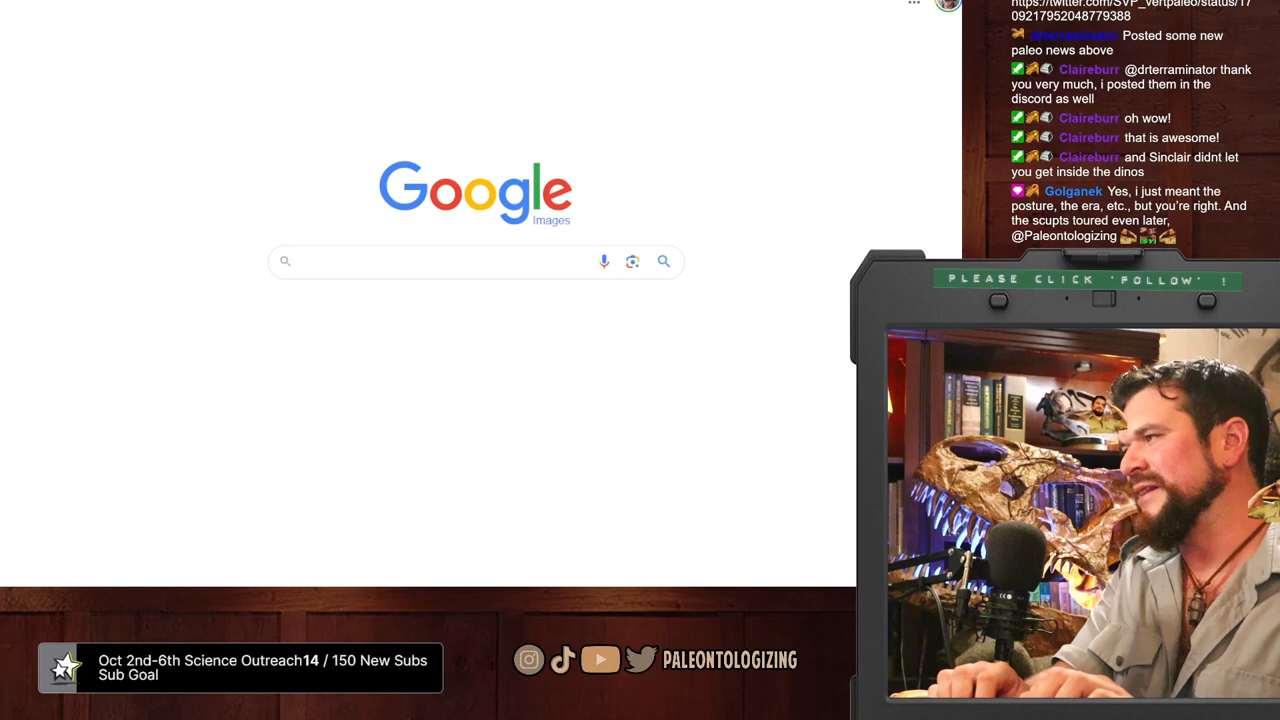 Google
Images
https://twitter.com/SVP_vertpaleo/status/17
09217952048779388
drterraminator Posted some new
paleo news above
Claireburr @drterraminator thank
you very much, i posted them in the
discord as well
Claireburr oh wow!
Claireburr that is awesome!
Claireburr and Sinclair didnt let
you get inside the dinos
Golganek Yes, i just meant the
posture, the era, etc., but you're right. And
the scupts toured even later,
@Paleontologizing
PLEASE CLICK 'FOLLOW' !
Oct 2nd-6th Science Outreach14 / 150 New Subs
Sub Goal
PALEONTOLOGIZING